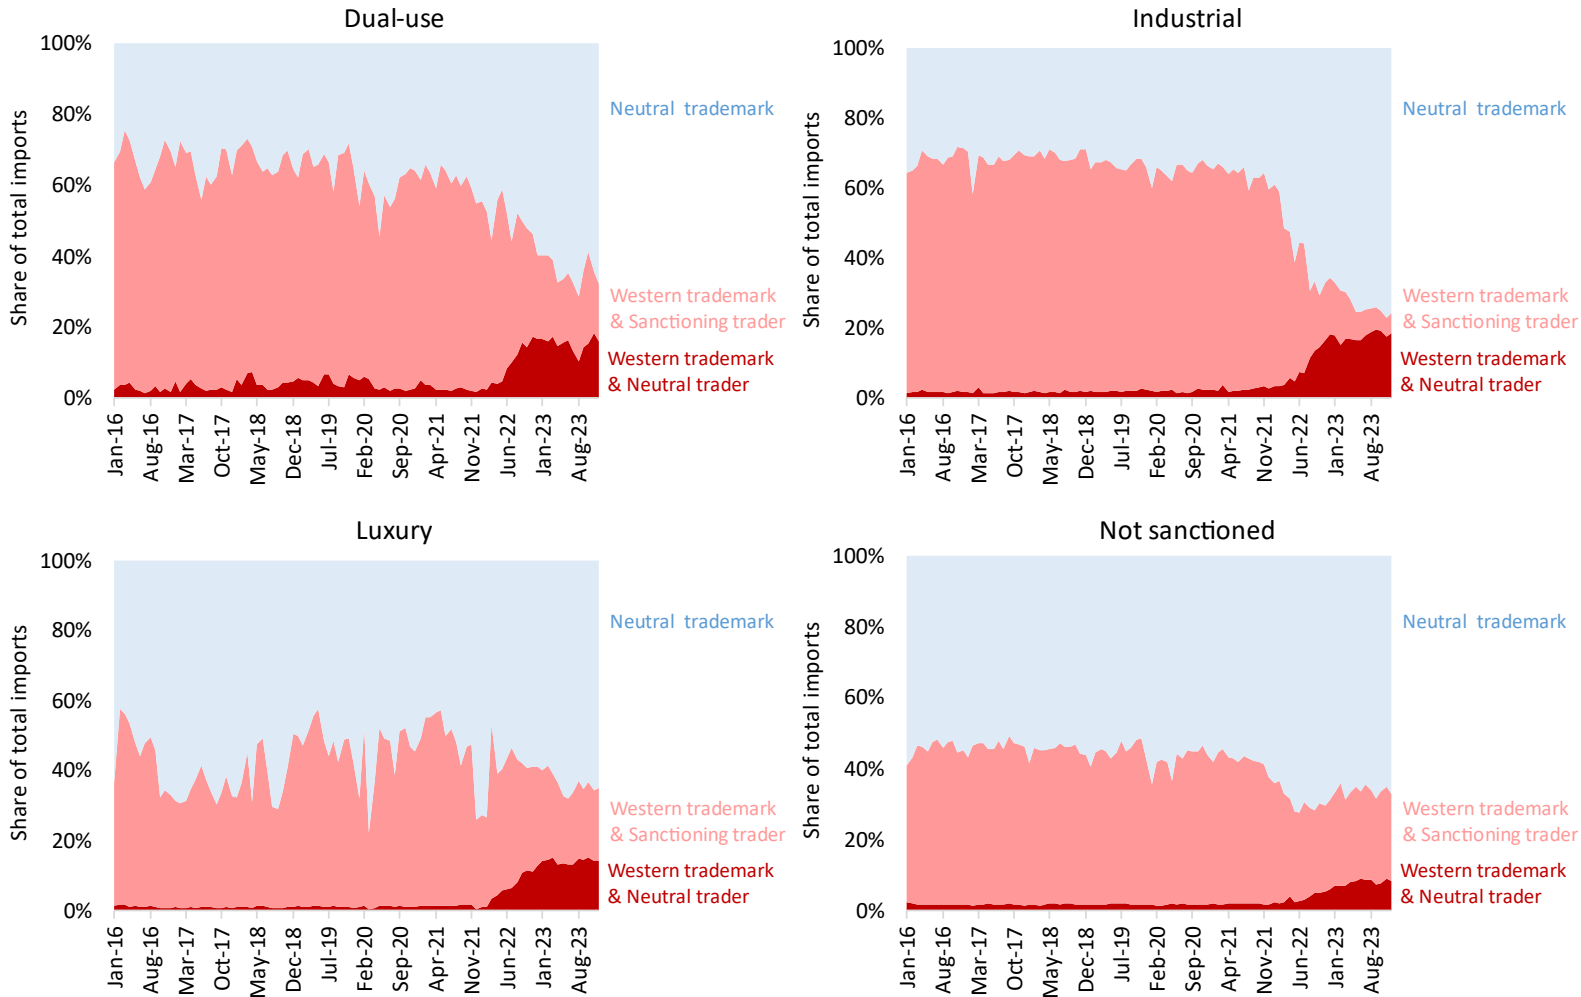 Dual-use
Share of total imports
100%
80%
60%
40%
20%
0%
Neutral trademark
Western trademark
& Sanctioning trader
Western trademark
& Neutral trader
Jan-16
Aug-16
Mar-17
Oct-17
May-18
Dec-18
Jul-19
Feb-20
Sep-20
Apr-21
Nov-21
Jun-22
Jan-23
Aug-23
Industrial
Share of total imports
100%
80%
60%
40%
20%
0%
Neutral trademark
Western trademark
& Sanctioning trader
Western trademark
& Neutral trader
Jan-16
Aug-16
Mar-17
Oct-17
May-18
Dec-18
Jul-19
Feb-20
Sep-20
Apr-21
Nov-21
Jun-22
Jan-23
Aug-23
Luxury
Share of total imports
100%
80%
60%
40%
20%
0%
Neutral trademark
Western trademark
& Sanctioning trader
Western trademark
& Neutral trader
Jan-16
Aug-16
Mar-17
Oct-17
May-18
Dec-18
Jul-19
Feb-20
Sep-20
Apr-21
Nov-21
Jun-22
Jan-23
Aug-23
Not sanctioned
Share of total imports
100%
80%
60%
40%
20%
0%
Neutral trademark
Western trademark
& Sanctioning trader
Western trademark
& Neutral trader
Jan-16
Aug-16
Mar-17
Oct-17
May-18
Dec-18
Jul-19
Feb-20
Sep-20
Apr-21
Nov-21
Jun-22
Jan-23
Aug-23